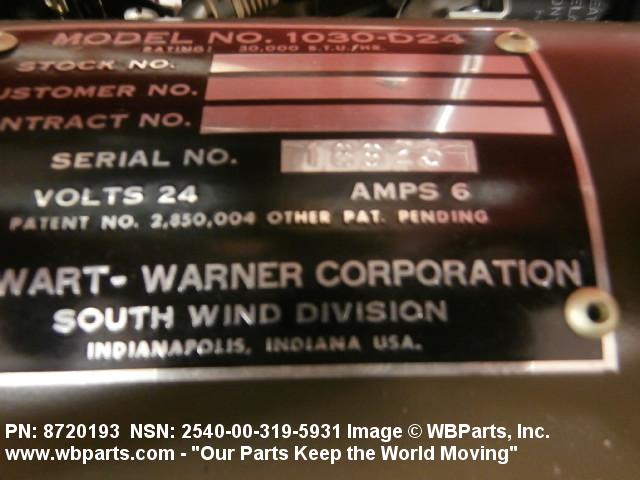 MODEL NO. 1030-D24
RATING: 30,000 B.T.U./HR.
STOCK NO.
USTOMER NO.
NTRACT NO.
SERIAL NO.
VOLTS 24 AMPS 6
PATENT NO. 2,850,004 OTHER PAT. PENDING
WART-WARNER CORPORATION
SOUTH WIND DIVISION
INDIANAPOLIS, INDIANA USA.
PN: 8720193 NSN: 2540-00-319-5931 Image © WBParts, Inc.
www.wbparts.com - "Our Parts Keep the World Moving"